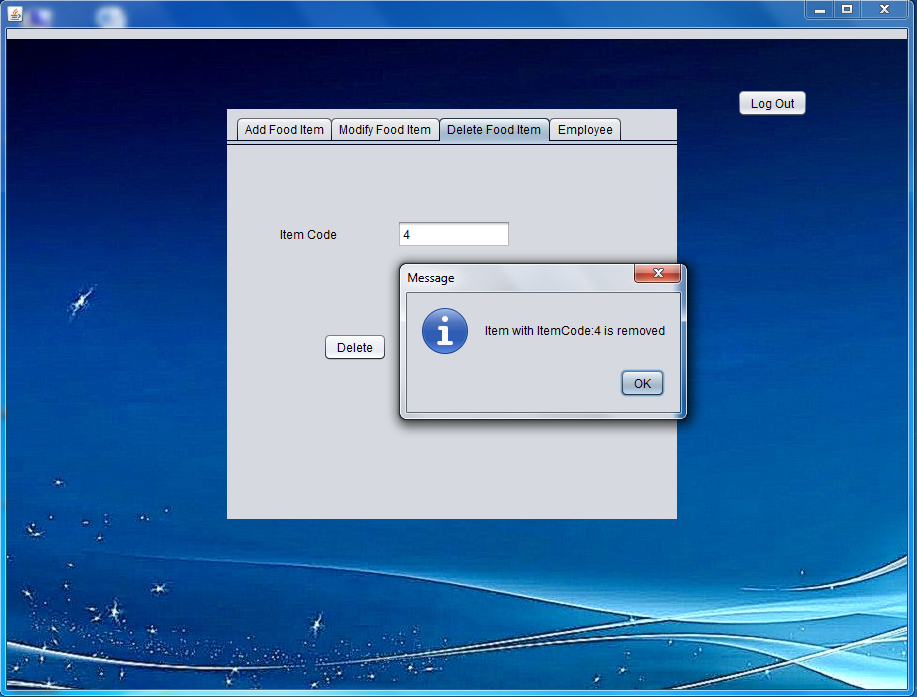 Log Out
Add Food Item Modify Food Item Delete Food Item Employee
Item Code 4
Message
Item with ItemCode:4 is removed
Delete
OK